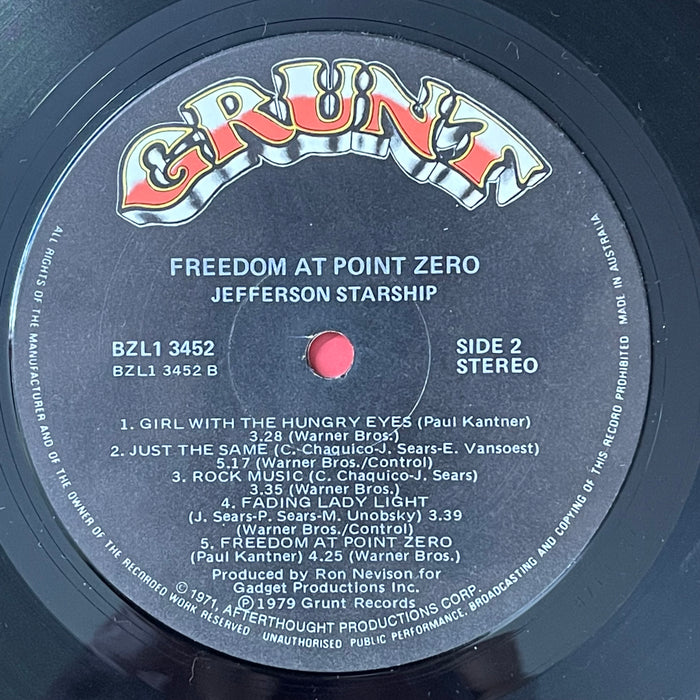 GRUNT
FREEDOM AT POINT ZERO
JEFFERSON STARSHIP
BZL1 3452
BZL1 3452 B
SIDE 2
STEREO
1. GIRL WITH THE HUNGRY EYES (Paul Kantner)
3.28 (Warner Bros.)
2. JUST THE SAME (C. Chaquico-J. Sears-E. Vansoest)
5.17 (Warner Bros./Control)
3. ROCK MUSIC (C. Chaquico-J. Sears)
3.35 (Warner Bros.)
4. FADING LADY LIGHT
(J. Sears-P. Sears-M. Unobsky) 3.39
(Warner Bros./Control)
5. FREEDOM AT POINT ZERO
(Paul Kantner) 4.25 (Warner Bros.)
Produced by Ron Nevison for
Gadget Productions Inc.
Ⓟ 1979 Grunt Records
© 1971, AFTERTHOUGHT PRODUCTIONS CORP.
ALL RIGHTS OF THE MANUFACTURER AND OF THE OWNER OF THE RECORDED WORK RESERVED UNAUTHORISED PUBLIC PERFORMANCE, BROADCASTING AND COPYING OF THIS RECORD PROHIBITED MADE IN AUSTRALIA